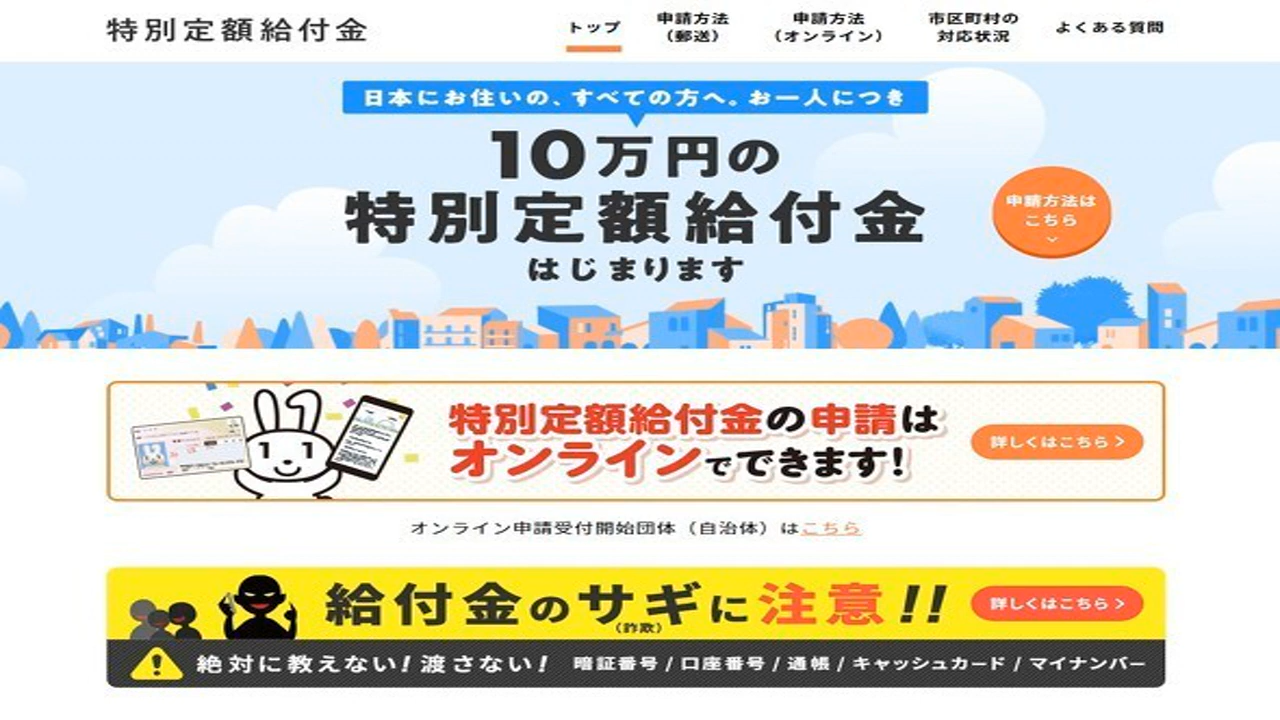 特別定額給付金
トップ
申請方法
（郵送）
申請方法
（オンライン）
市区町村の
対応状況
よくある質問
日本にお住いの、すべての方へ。お一人につき
10万円の
特別定額給付金
はじまります
申請方法は
こちら
特別定額給付金の申請は
オンラインでできます!
詳しくはこちら >
オンライン申請受付開始団体（自治体）はこちら
給付金のサギに注意!!
（詐欺）
詳しくはこちら >
絶対に教えない! 渡さない! 暗証番号 / 口座番号 / 通帳 / キャッシュカード / マイナンバー